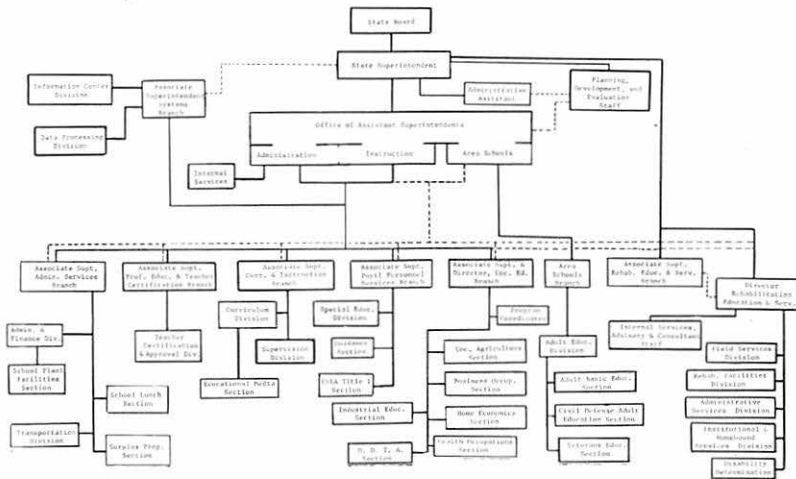 State Board
State Superintendent
Information Center
Division
Associate
Superintendent
Systems
Branch
Administrative
Assistant
Planning,
Development, and
Evaluation
Staff
Data Processing
Division
Office of Assistant Superintendents
Administration
Instruction
Area Schools
Internal
Services
Associate Supt.
Admin. Services
Branch
Associate Supt.
Prof. Educ. & Teacher
Certification Branch
Associate Supt.
& Instruction
Branch
Associate Supt.
Pupil Personnel
Services Branch
Associate Supt. &
Director, Voc. Ed.
Branch
Area
Schools
Branch
Associate Supt.
Rehab. Educ. & Serv.
Branch
Director
Rehabilitation
Education & Serv.
Admin. &
Finance Div.
School Plant
Facilities
Section
School Lunch
Section
Transportation
Division
Surplus Prop.
Section
Teacher
Certification
& Approval Div.
Curriculum
Division
Supervision
Division
Educational Media
Section
Special Educ.
Division
Guidance
Section
ESEA Title I
Section
Industrial Educ.
Section
M. D. T. A.
Section
Program
Coordinator
Voc. Agriculture
Section
Business Occup.
Section
Home Economics
Section
Health Occupations
Section
Adult Educ.
Division
Adult Basic Educ.
Section
Civil Defense Adult
Education Section
Veterans Educ.
Section
Internal Services,
Advisory & Consultant
Staff
Field Services
Division
Rehab. Facilities
Division
Administrative
Services Division
Institutional &
Homebound
Services Division
Disability
Determination